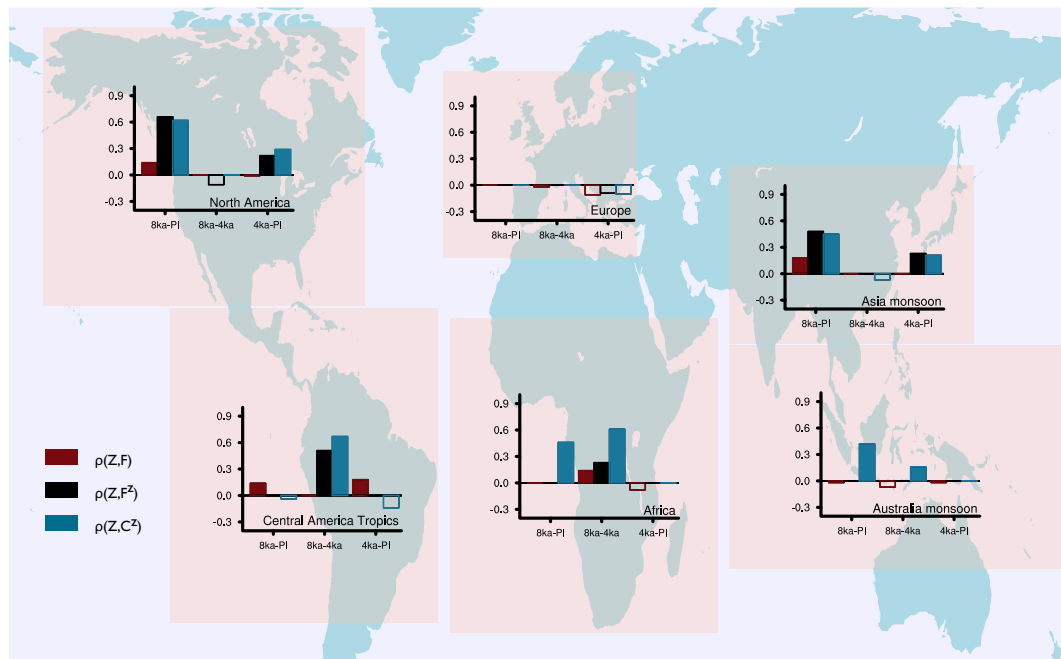 0.9
0.6
0.3
0.0
-0.3
North America
8ka-PI 8ka-4ka 4ka-PI
0.9
0.6
0.3
0.0
-0.3
Europe
8ka-PI 8ka-4ka 4ka-PI
0.9
0.6
0.3
0.0
-0.3
Asia monsoon
8ka-PI 8ka-4ka 4ka-PI
ρ(Z,F)
ρ(Z,Fᶻ)
ρ(Z,Cᶻ)
0.9
0.6
0.3
0.0
-0.3
Central America Tropics
8ka-PI 8ka-4ka 4ka-PI
0.9
0.6
0.3
0.0
-0.3
Africa
8ka-PI 8ka-4ka 4ka-PI
0.9
0.6
0.3
0.0
-0.3
Australia monsoon
8ka-PI 8ka-4ka 4ka-PI